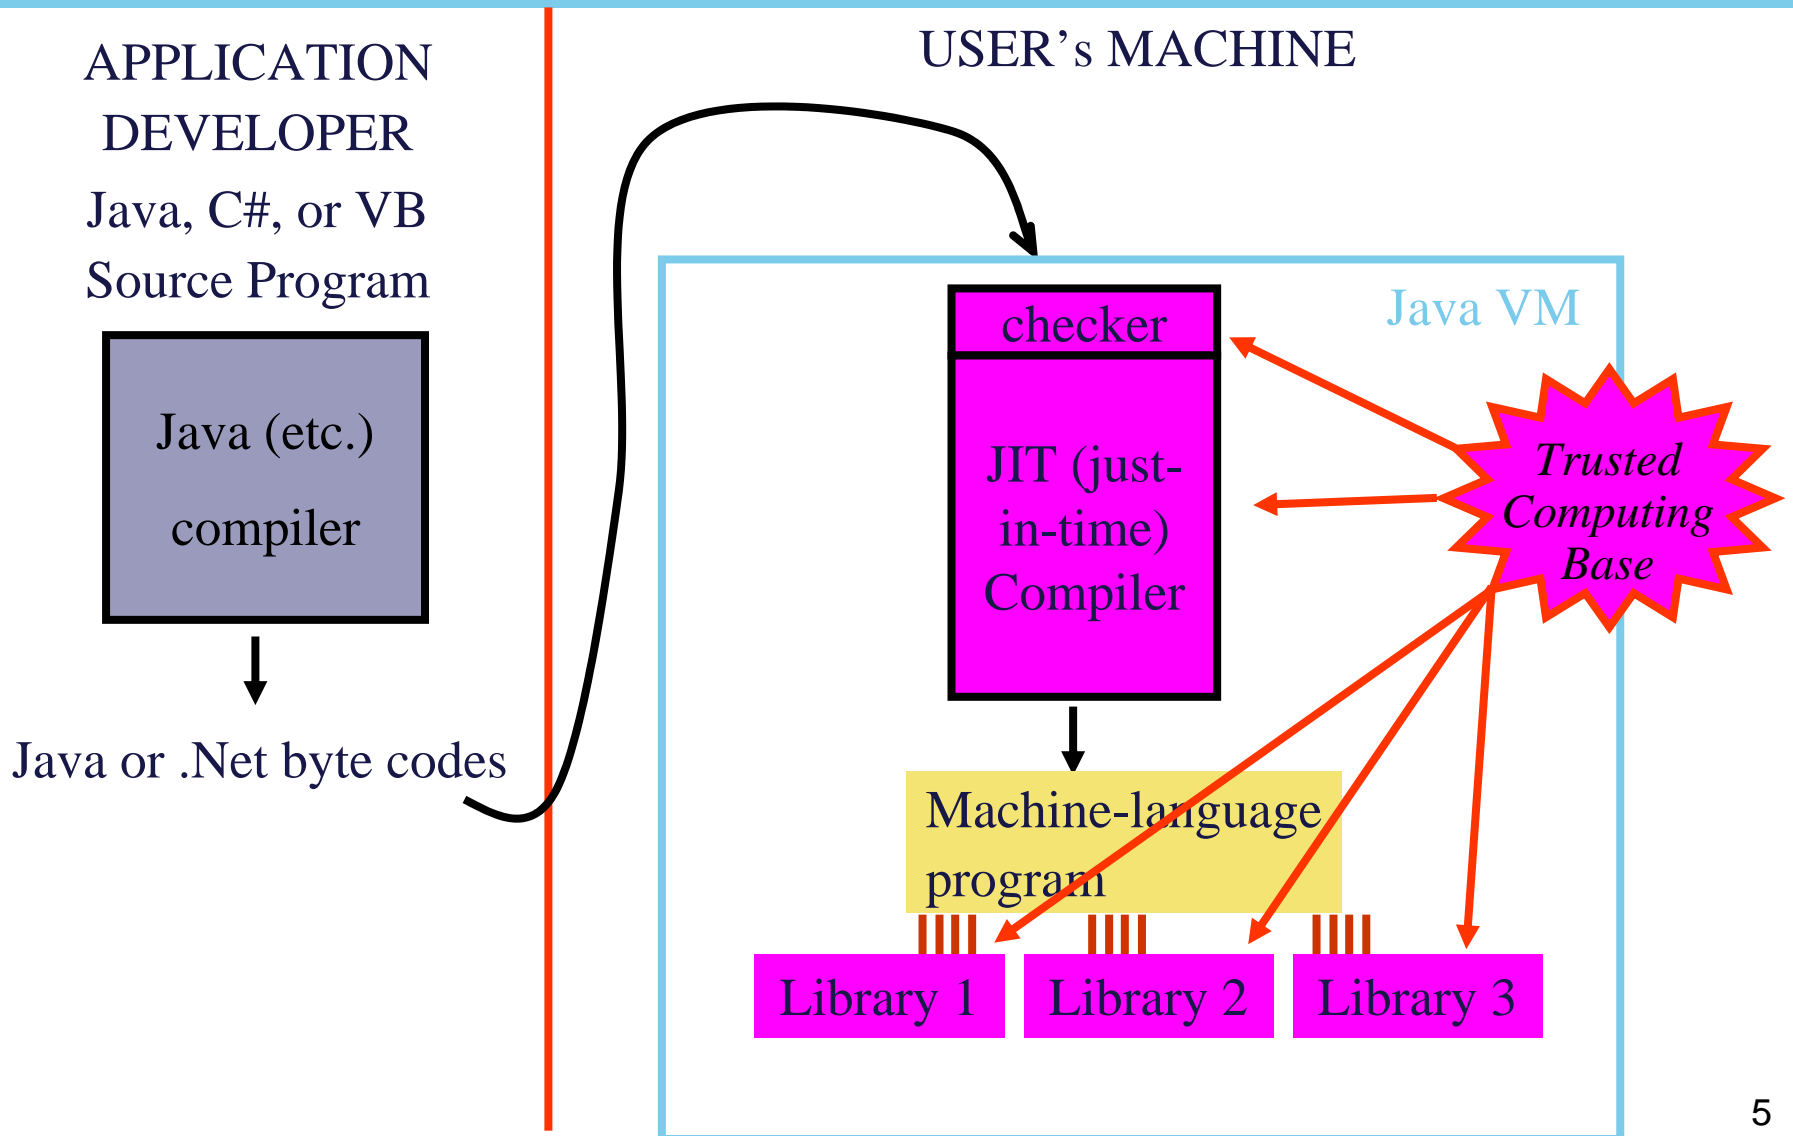 APPLICATION
DEVELOPER
Java, C#, or VB
Source Program
Java (etc.)
compiler
Java or .Net byte codes
USER’s MACHINE
Java VM
checker
JIT (just-
in-time)
Compiler
Trusted
Computing
Base
Machine-language
program
Library 1
Library 2
Library 3
5